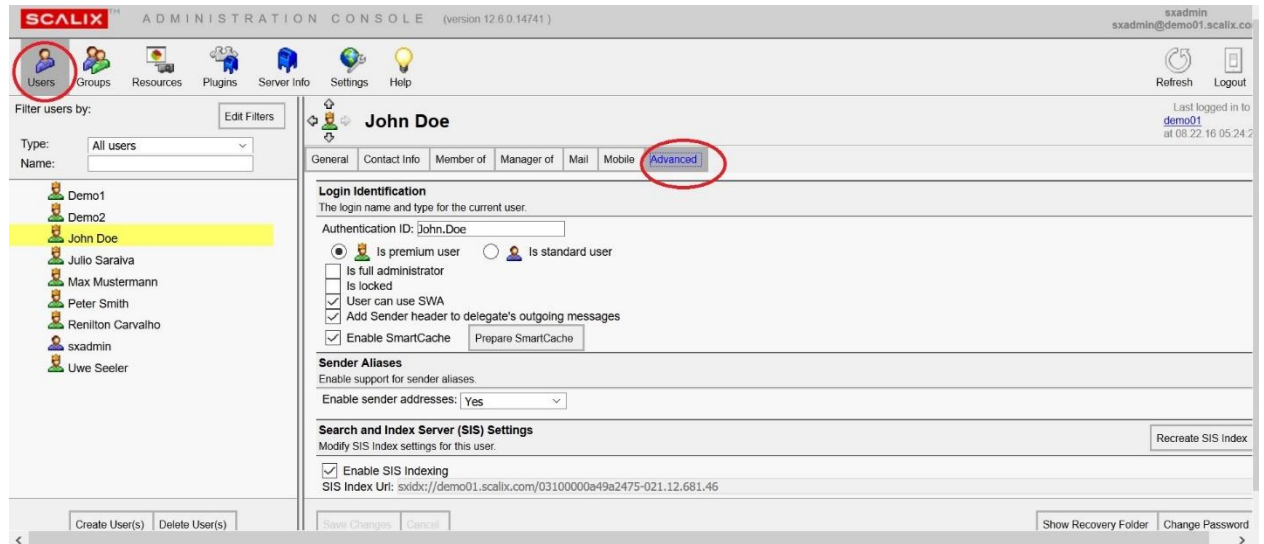 SCALIX™ ADMINISTRATION CONSOLE (version 12.6.0.14741 )
sxadmin
sxadmin@demo01.scalix.co
Users Groups Resources Plugins Server Info Settings Help Refresh Logout
Filter users by: Edit Filters
Type: All users
Name:
Demo1
Demo2
John Doe
Julio Saraiva
Max Mustermann
Peter Smith
Renilton Carvalho
sxadmin
Uwe Seeler
Create User(s) Delete User(s)
John Doe
Last logged in to
demo01
at 08.22.16 05:24:2
General Contact Info Member of Manager of Mail Mobile Advanced
Login Identification
The login name and type for the current user.
Authentication ID: John.Doe
Is premium user Is standard user
Is full administrator
Is locked
User can use SWA
Add Sender header to delegate's outgoing messages
Enable SmartCache Prepare SmartCache
Sender Aliases
Enable support for sender aliases.
Enable sender addresses: Yes
Search and Index Server (SIS) Settings
Modify SIS Index settings for this user.
Recreate SIS Index
Enable SIS Indexing
SIS Index Url: sxidx://demo01.scalix.com/03100000a49a2475-021.12.681.46
Save Changes Cancel Show Recovery Folder Change Password